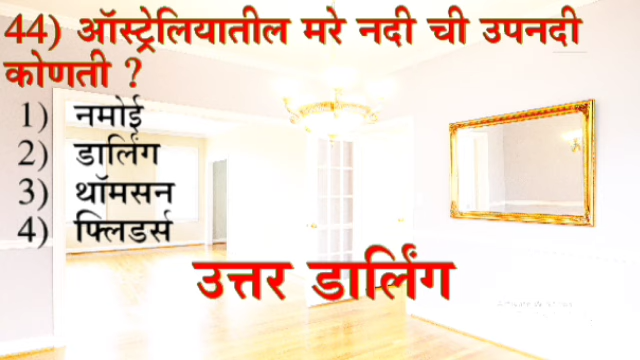 44) ऑस्ट्रेलियातील मरे नदी ची उपनदी
कोणती ?
1) नमोई
2) डार्लिंग
3) थॉमसन
4) फ्लिडर्स
उत्तर डार्लिंग